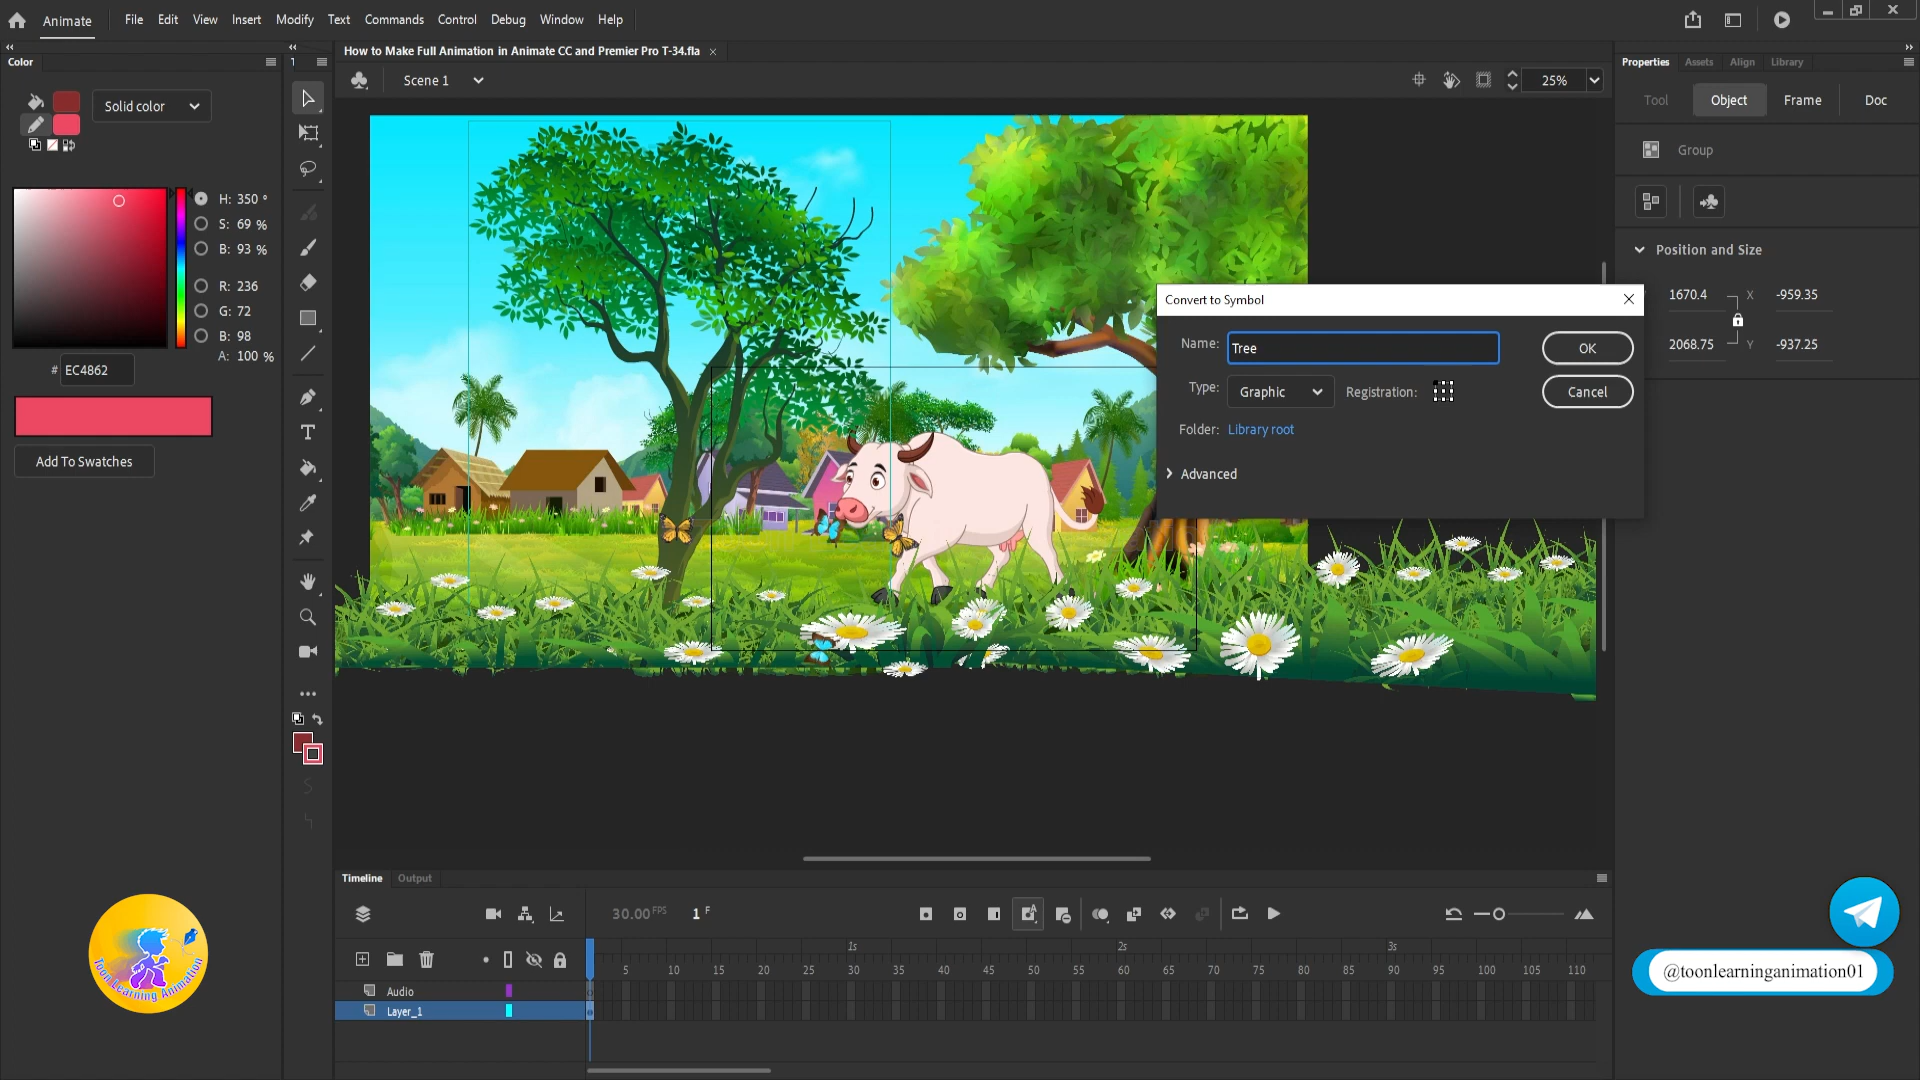 Animate
File Edit View Insert Modify Text Commands Control Debug Window Help
How to Make Full Animation in Animate CC and Premier Pro T-34.fla
Color
Scene 1
25%
Properties Assets Align Library
Solid color
Tool Object Frame Doc
Group
H: 350 °
S: 69 %
B: 93 %
R: 236
G: 72
B: 98
A: 100 %
# EC4862
Add To Swatches
Position and Size
1670.4 X -959.35
2068.75 Y -937.25
Convert to Symbol
Name: Tree
OK
Type: Graphic Registration:
Cancel
Folder: Library root
Advanced
Timeline Output
30.00 FPS 1 F
1s 2s 3s
5 10 15 20 25 30 35 40 45 50 55 60 65 70 75 80 85 90 95 100 105 110
Audio
Layer_1
Toon Learning Animation
@toonlearninganimation01